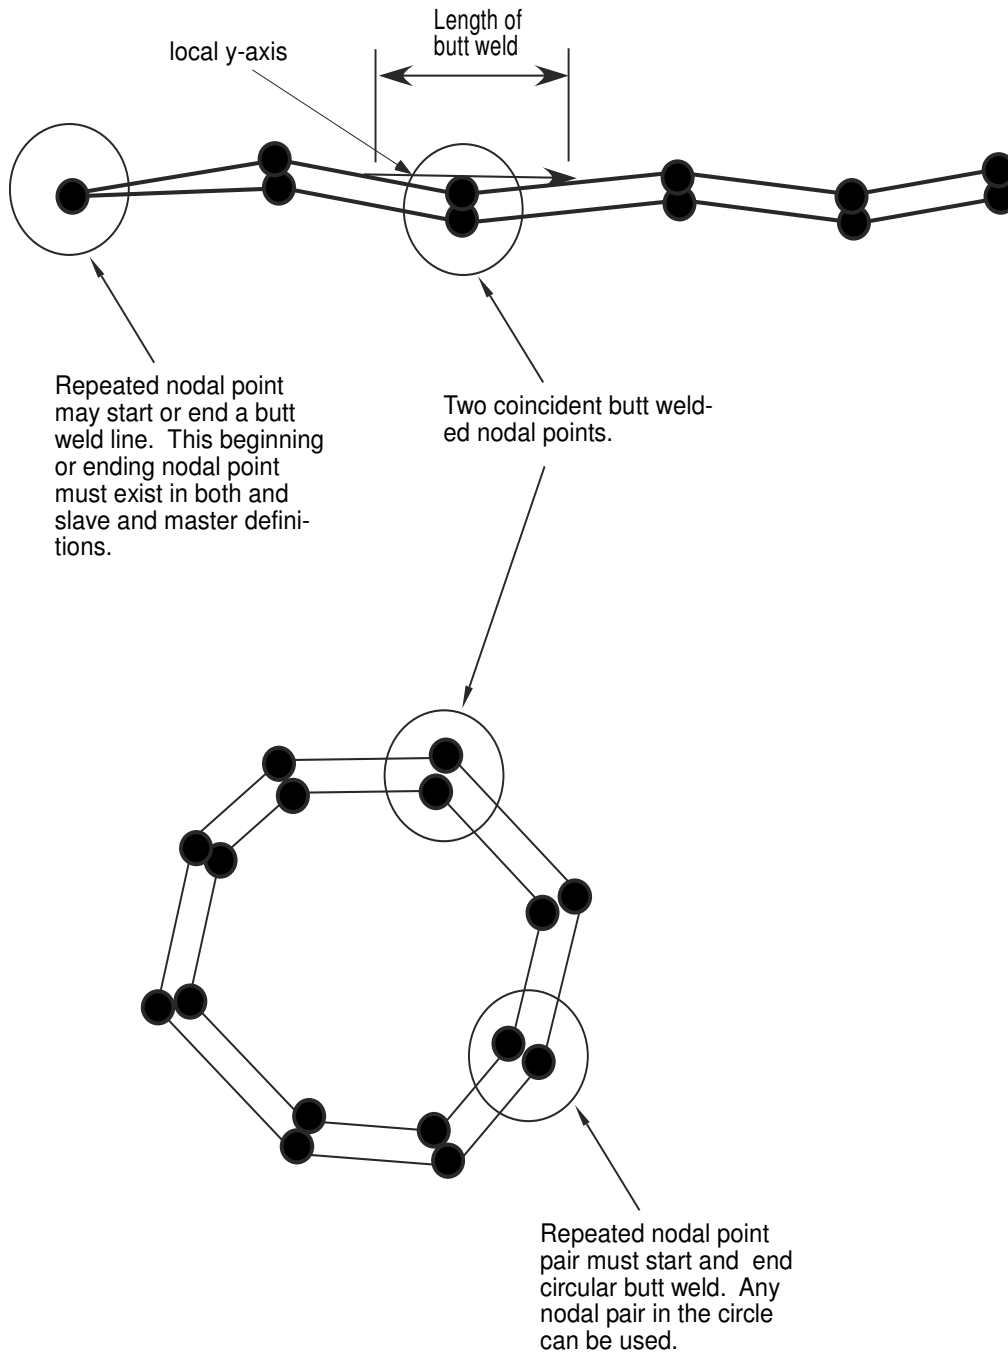 Length of
butt weld
local y-axis
Repeated nodal point
may start or end a butt
weld line.  This beginning
or ending nodal point
must exist in both and
slave and master defini-
tions.
Two coincident butt weld-
ed nodal points.
Repeated nodal point
pair must start and  end
circular butt weld.  Any
nodal pair in the circle
can be used.